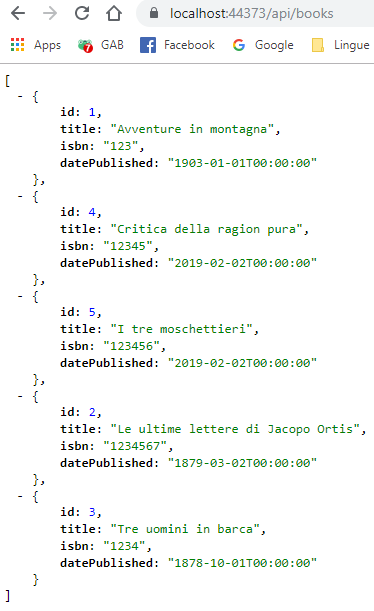 localhost:44373/api/books
Apps GAB Facebook Google Lingue
[
- {
id: 1,
title: "Avventure in montagna",
isbn: "123",
datePublished: "1903-01-01T00:00:00"
},
- {
id: 4,
title: "Critica della ragion pura",
isbn: "12345",
datePublished: "2019-02-02T00:00:00"
},
- {
id: 5,
title: "I tre moschettieri",
isbn: "123456",
datePublished: "2019-02-02T00:00:00"
},
- {
id: 2,
title: "Le ultime lettere di Jacopo Ortis",
isbn: "1234567",
datePublished: "1879-03-02T00:00:00"
},
- {
id: 3,
title: "Tre uomini in barca",
isbn: "1234",
datePublished: "1878-10-01T00:00:00"
}
]